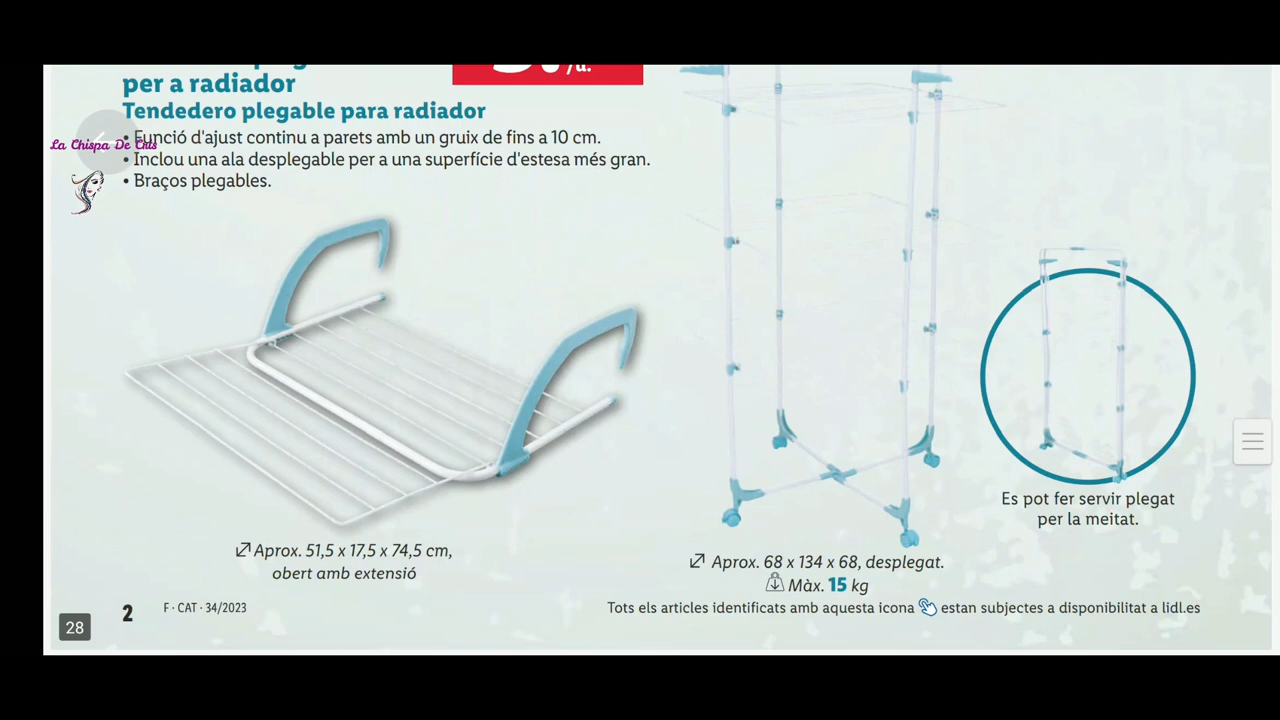 per a radiador
Tendedero plegable para radiador
• Funció d'ajust continu a parets amb un gruix de fins a 10 cm.
• Inclou una ala desplegable per a una superfície d'estesa més gran.
• Braços plegables.
La Chispa De Cris
/u.
Aprox. 51,5 x 17,5 x 74,5 cm,
obert amb extensió
Aprox. 68 x 134 x 68, desplegat.
Màx. 15 kg
Es pot fer servir plegat
per la meitat.
2 F · CAT · 34/2023
Tots els articles identificats amb aquesta icona estan subjectes a disponibilitat a lidl.es
28